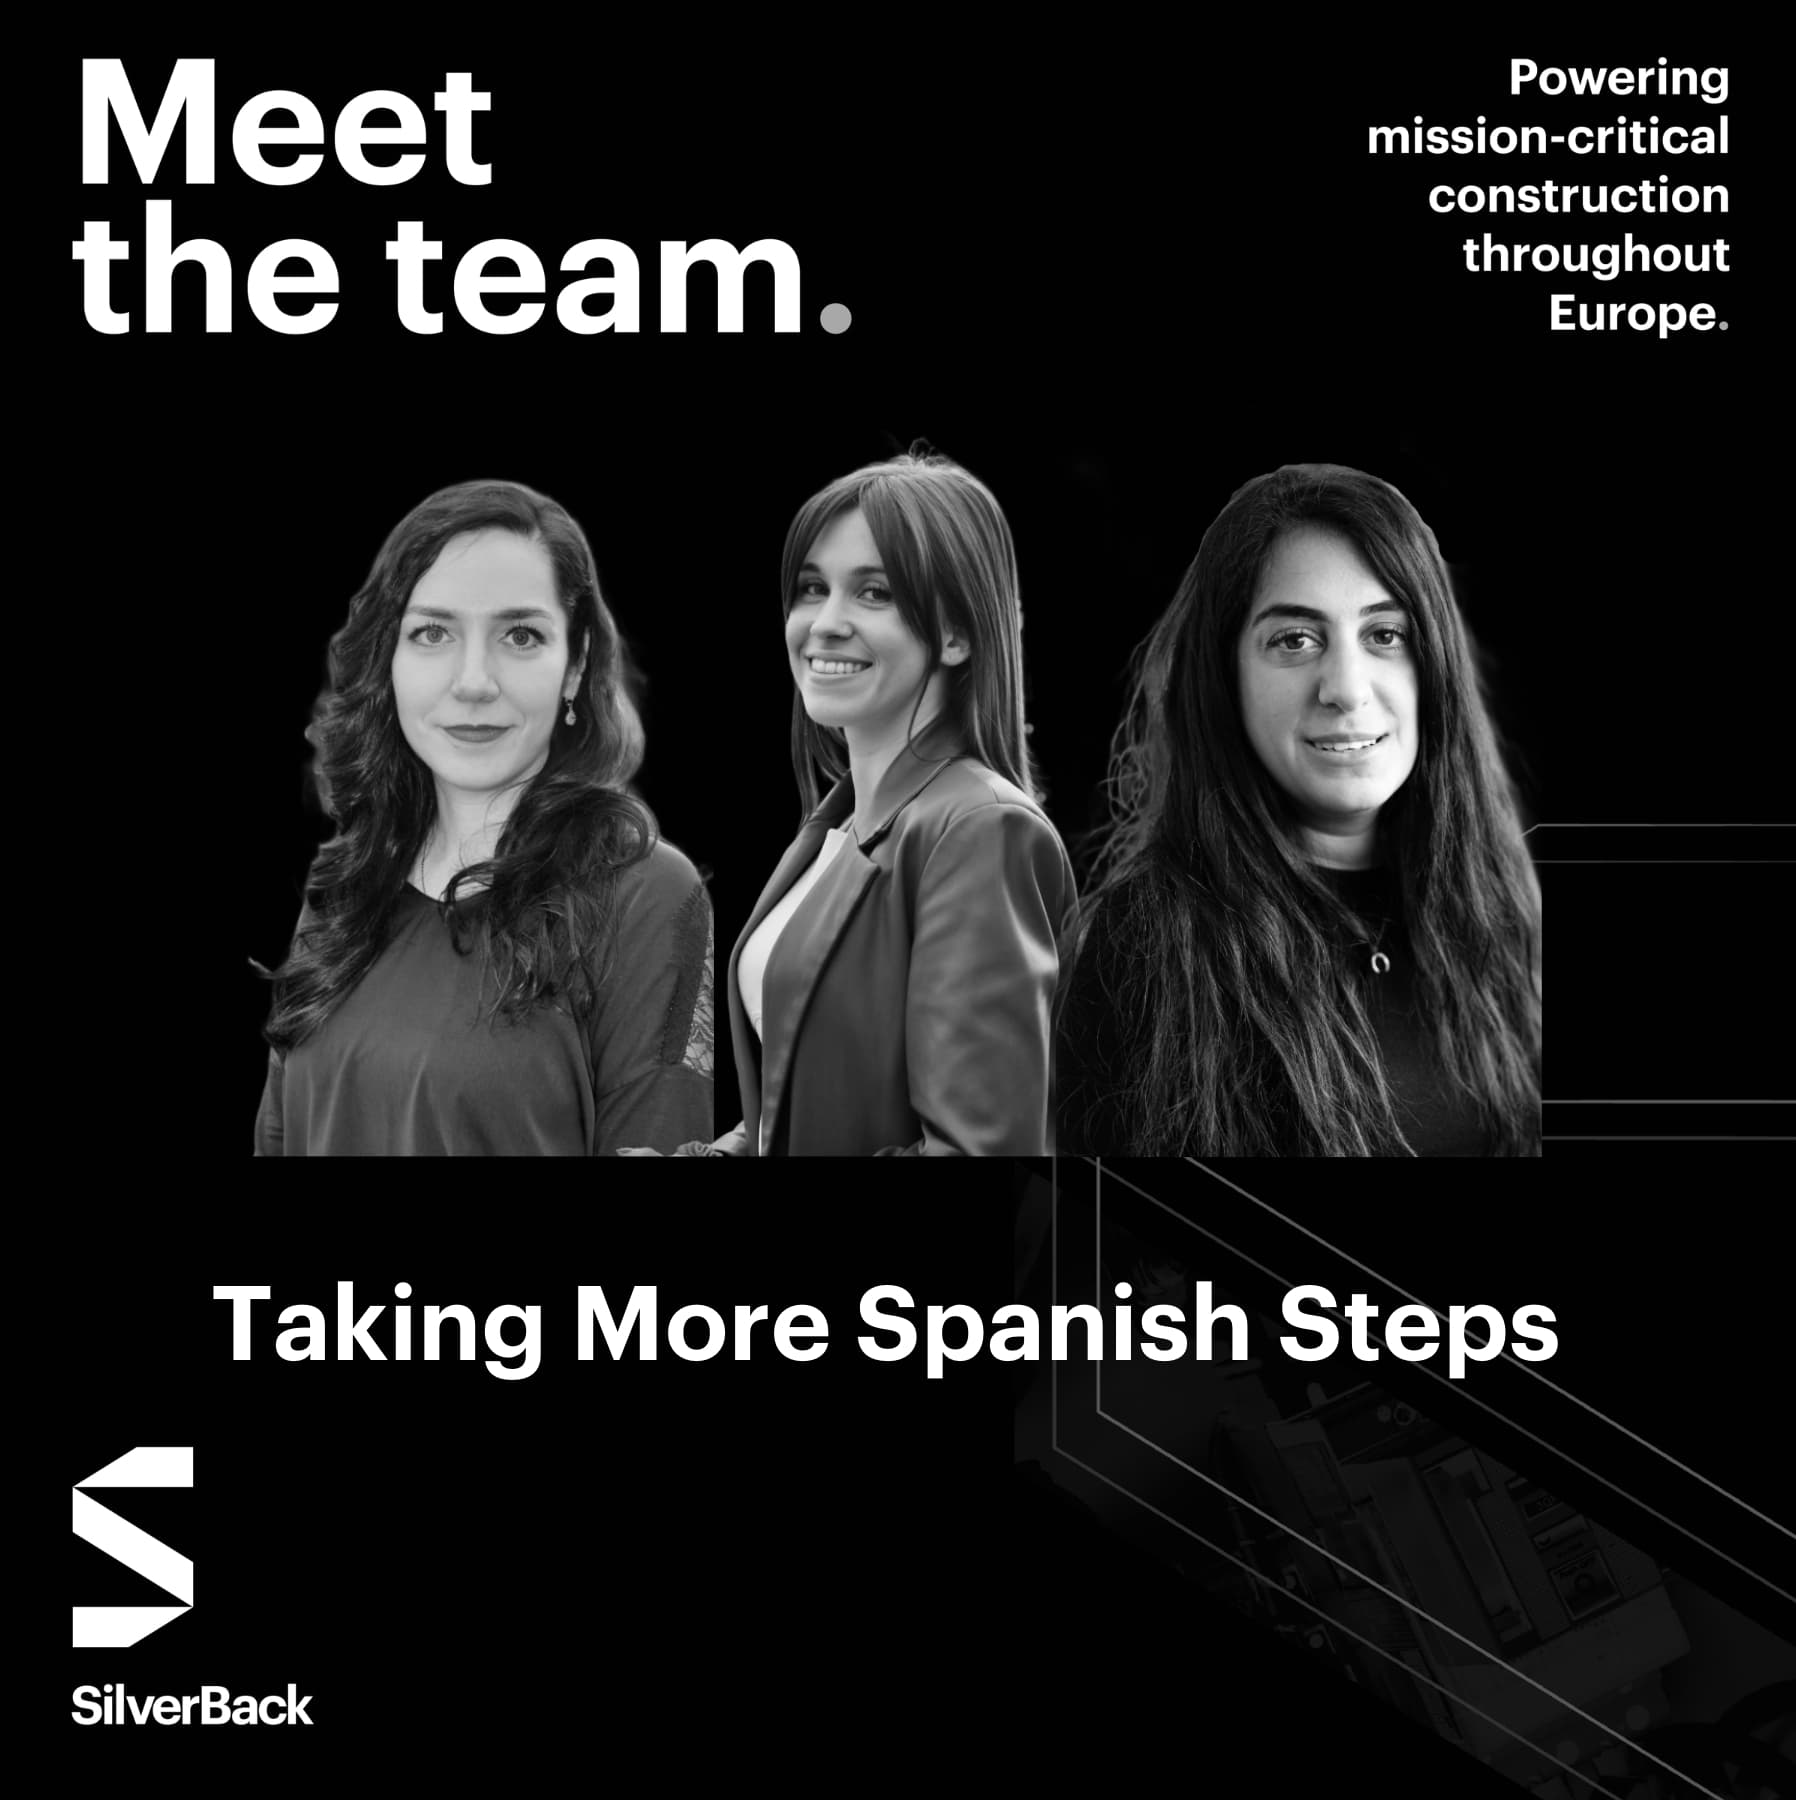 Meet
the team.
Powering
mission-critical
construction
throughout
Europe.
Taking More Spanish Steps
SilverBack